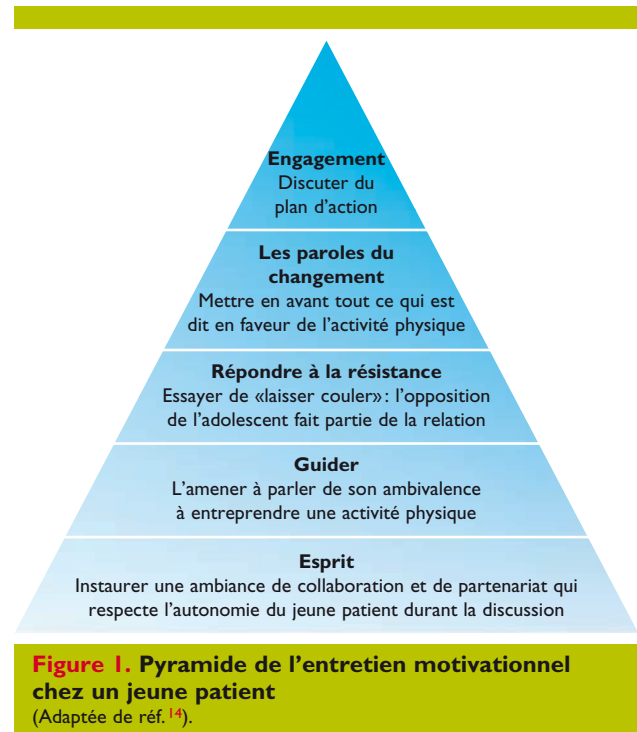 Engagement
Discuter du
plan d'action
Les paroles du
changement
Mettre en avant tout ce qui est
dit en faveur de l'activité physique
Répondre à la résistance
Essayer de «laisser couler»: l'opposition
de l'adolescent fait partie de la relation
Guider
L'amener à parler de son ambivalence
à entreprendre une activité physique
Esprit
Instaurer une ambiance de collaboration et de partenariat qui
respecte l'autonomie du jeune patient durant la discussion
Figure 1. Pyramide de l'entretien motivationnel
chez un jeune patient
(Adaptée de réf.14).